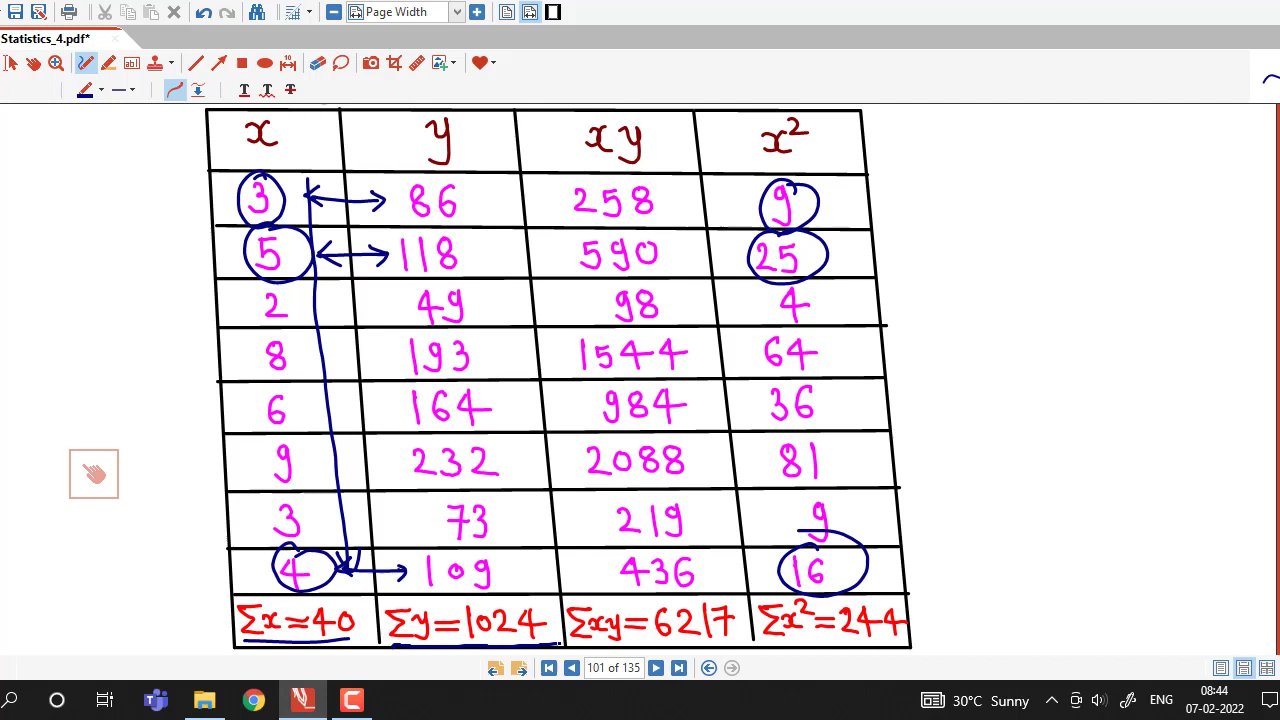 Page Width
Statistics_4.pdf*
x y xy x²
3 86 258 9
5 118 590 25
2 49 98 4
8 193 1544 64
6 164 984 36
9 232 2088 81
3 73 219 9
4 109 436 16
Σx=40 Σy=1024 Σxy=6217 Σx²=244
101 of 135
30°C Sunny ENG 08:44
07-02-2022